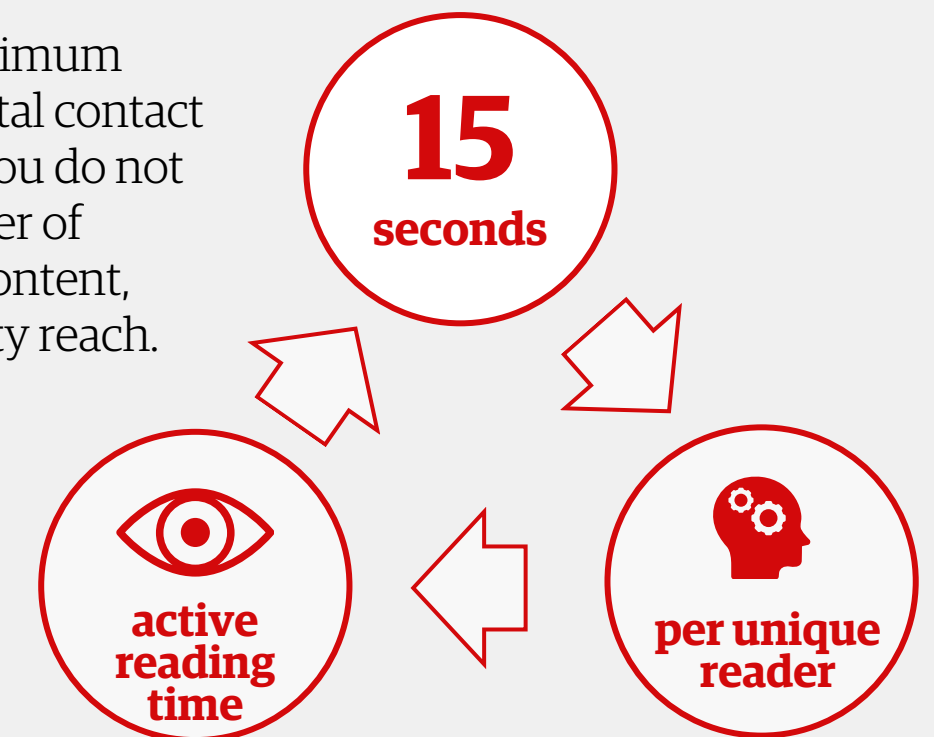 imum
tal contact
ou do not
er of
ontent,
ty reach.
15
seconds
active
reading
time
per unique
reader